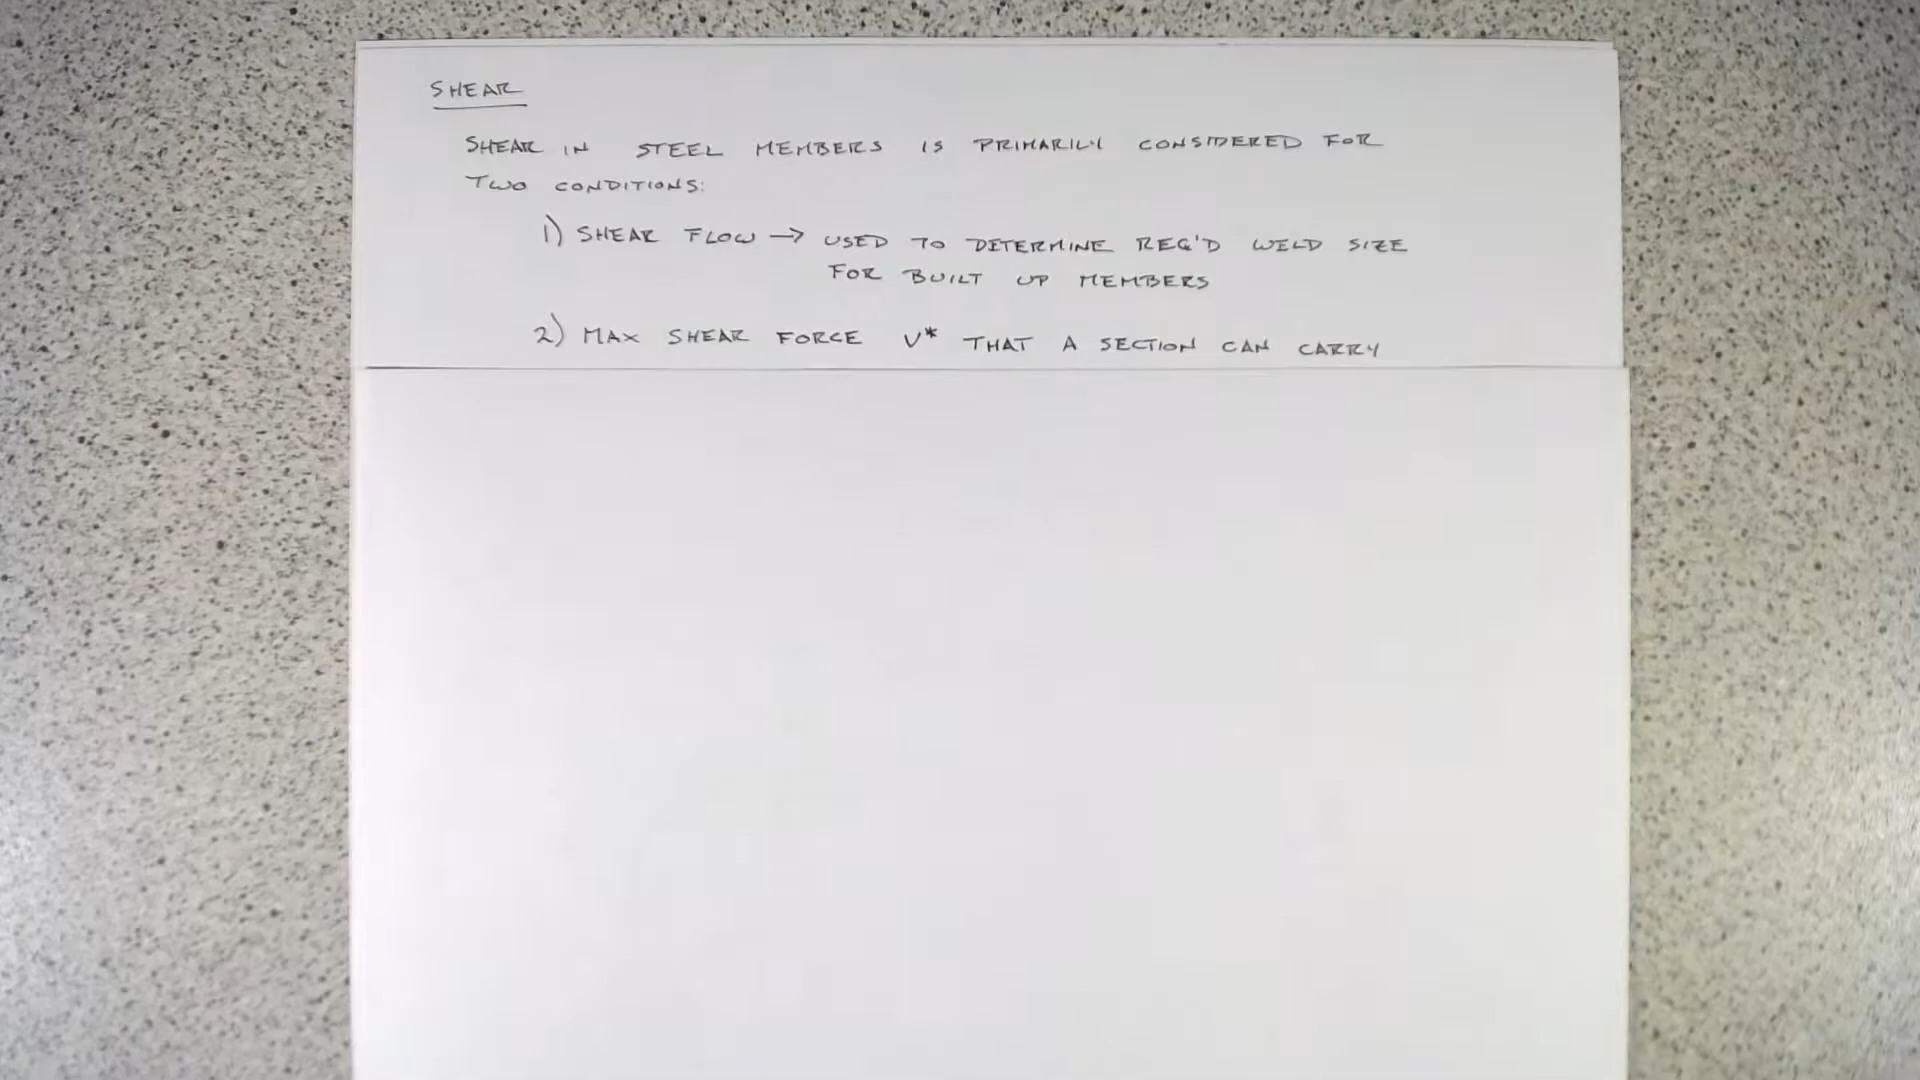 SHEAR
SHEAR IN STEEL MEMBERS IS PRIMARILY CONSIDERED FOR
TWO CONDITIONS:
1) SHEAR FLOW → USED TO DETERMINE REQ'D WELD SIZE
FOR BUILT UP MEMBERS
2) MAX SHEAR FORCE V* THAT A SECTION CAN CARRY